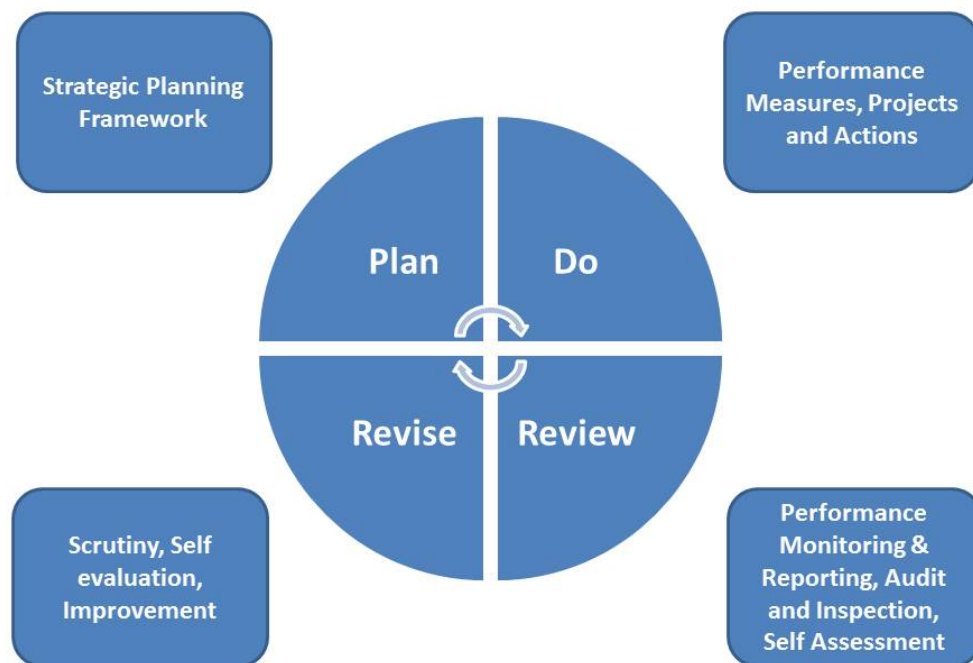 Strategic Planning
Framework
Performance
Measures, Projects
and Actions
Plan
Do
Revise
Review
Scrutiny, Self
evaluation,
Improvement
Performance
Monitoring &
Reporting, Audit
and Inspection,
Self Assessment